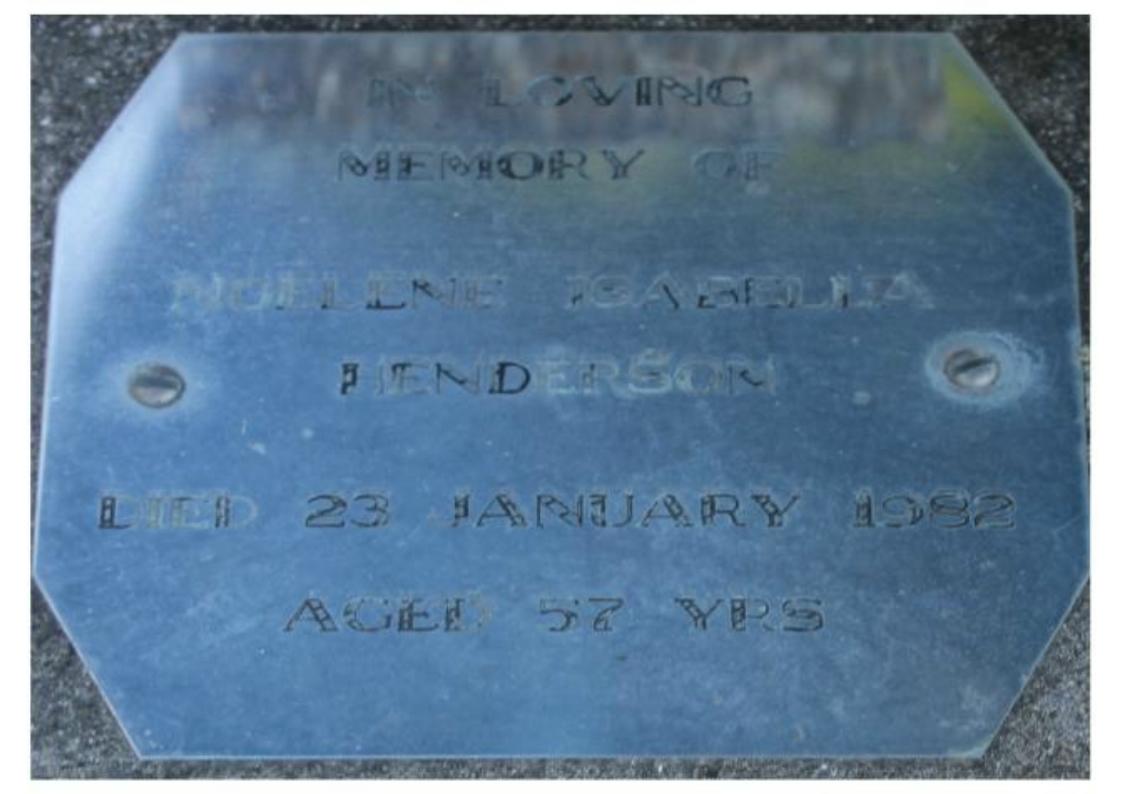 IN LOVING
MEMORY OF
NOELENE ISABELLA
HENDERSON
DIED 23 JANUARY 1982
AGED 57 YRS